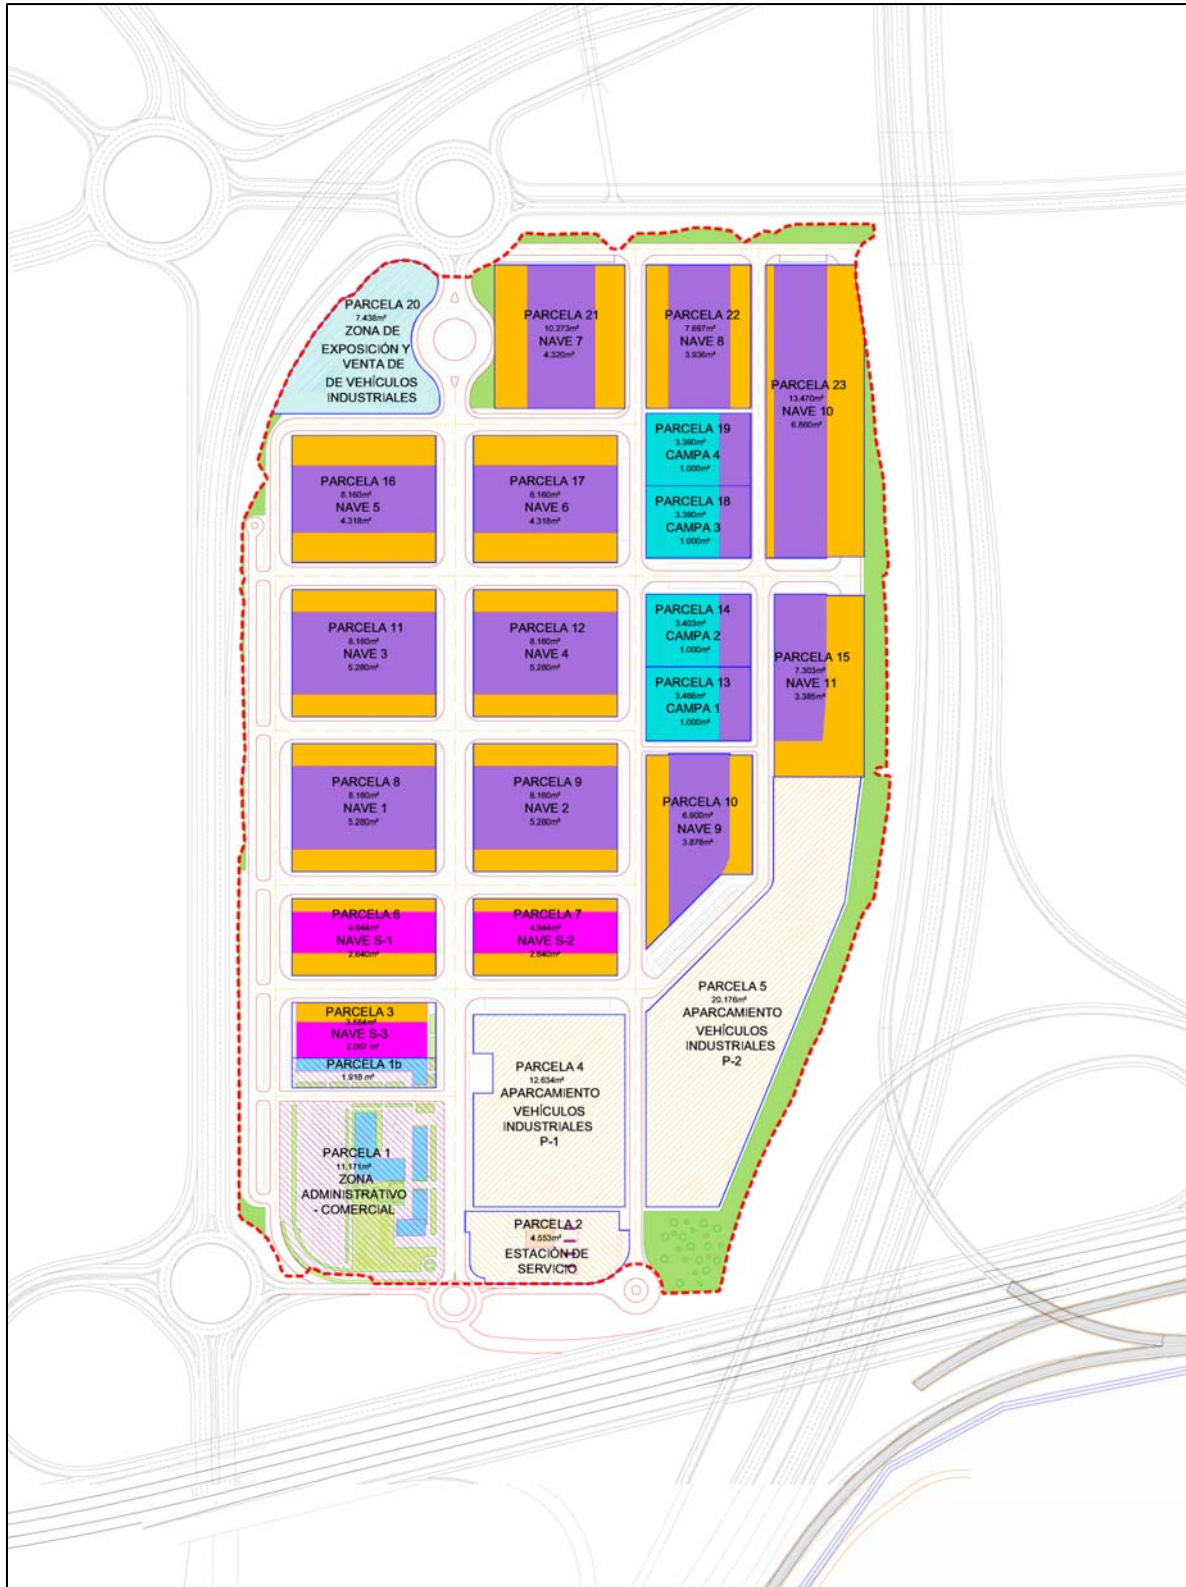 PARCELA 20
7.438m²
ZONA DE
EXPOSICIÓN Y
VENTA DE
DE VEHÍCULOS
INDUSTRIALES
PARCELA 21
10.273m²
NAVE 7
4.320m²
PARCELA 22
7.697m²
NAVE 8
3.936m²
PARCELA 23
13.470m²
NAVE 10
6.860m²
PARCELA 19
3.390m²
CAMPA 4
1.000m²
PARCELA 18
3.390m²
CAMPA 3
1.000m²
PARCELA 16
8.160m²
NAVE 5
4.318m²
PARCELA 17
8.160m²
NAVE 6
4.318m²
PARCELA 11
8.160m²
NAVE 3
5.280m²
PARCELA 12
8.160m²
NAVE 4
5.280m²
PARCELA 14
3.403m²
CAMPA 2
1.000m²
PARCELA 13
3.466m²
CAMPA 1
1.000m²
PARCELA 15
7.303m²
NAVE 11
3.385m²
PARCELA 8
8.160m²
NAVE 1
5.280m²
PARCELA 9
8.160m²
NAVE 2
5.280m²
PARCELA 10
6.900m²
NAVE 9
3.878m²
PARCELA 6
4.944m²
NAVE S-1
2.640m²
PARCELA 7
4.944m²
NAVE S-2
2.640m²
PARCELA 3
3.554m²
NAVE S-3
2.067 m²
PARCELA 1b
1.916 m²
PARCELA 5
20.176m²
APARCAMIENTO
VEHÍCULOS
INDUSTRIALES
P-2
PARCELA 4
12.634m²
APARCAMIENTO
VEHÍCULOS
INDUSTRIALES
P-1
PARCELA 1
11.171m²
ZONA
ADMINISTRATIVO
- COMERCIAL
PARCELA 2
4.553m²
ESTACIÓN DE
SERVICIO